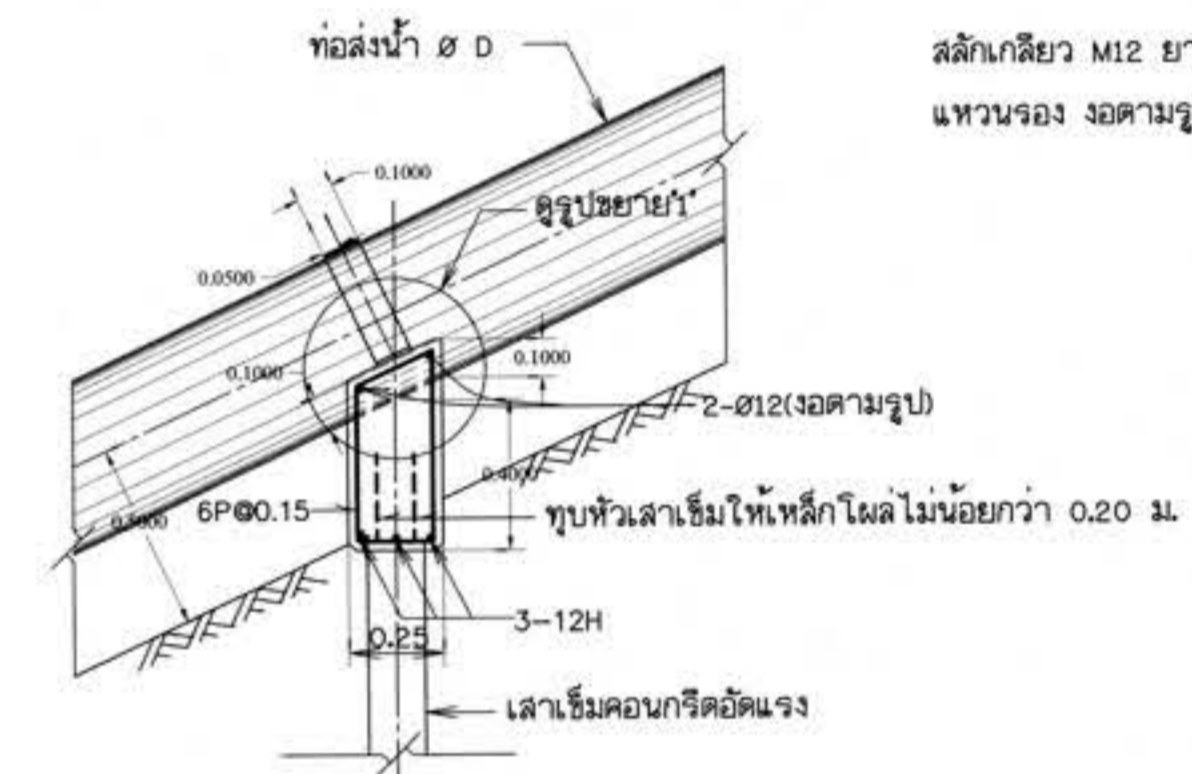 ท่อส่งน้ำ Ø D
สลักเกลียว M12
แหวนรอง งอตามรูป
0.1000
ดูรูปขยาย'1'
0.0500
0.1000
0.1000
2-Ø12(งอตามรูป)
0.4000
6P@0.15
ทุบหัวเสาเข็มให้เหล็กโผล่ไม่น้อยกว่า 0.20 ม.
3-12H
0.25
เสาเข็มคอนกรีตอัดแรง